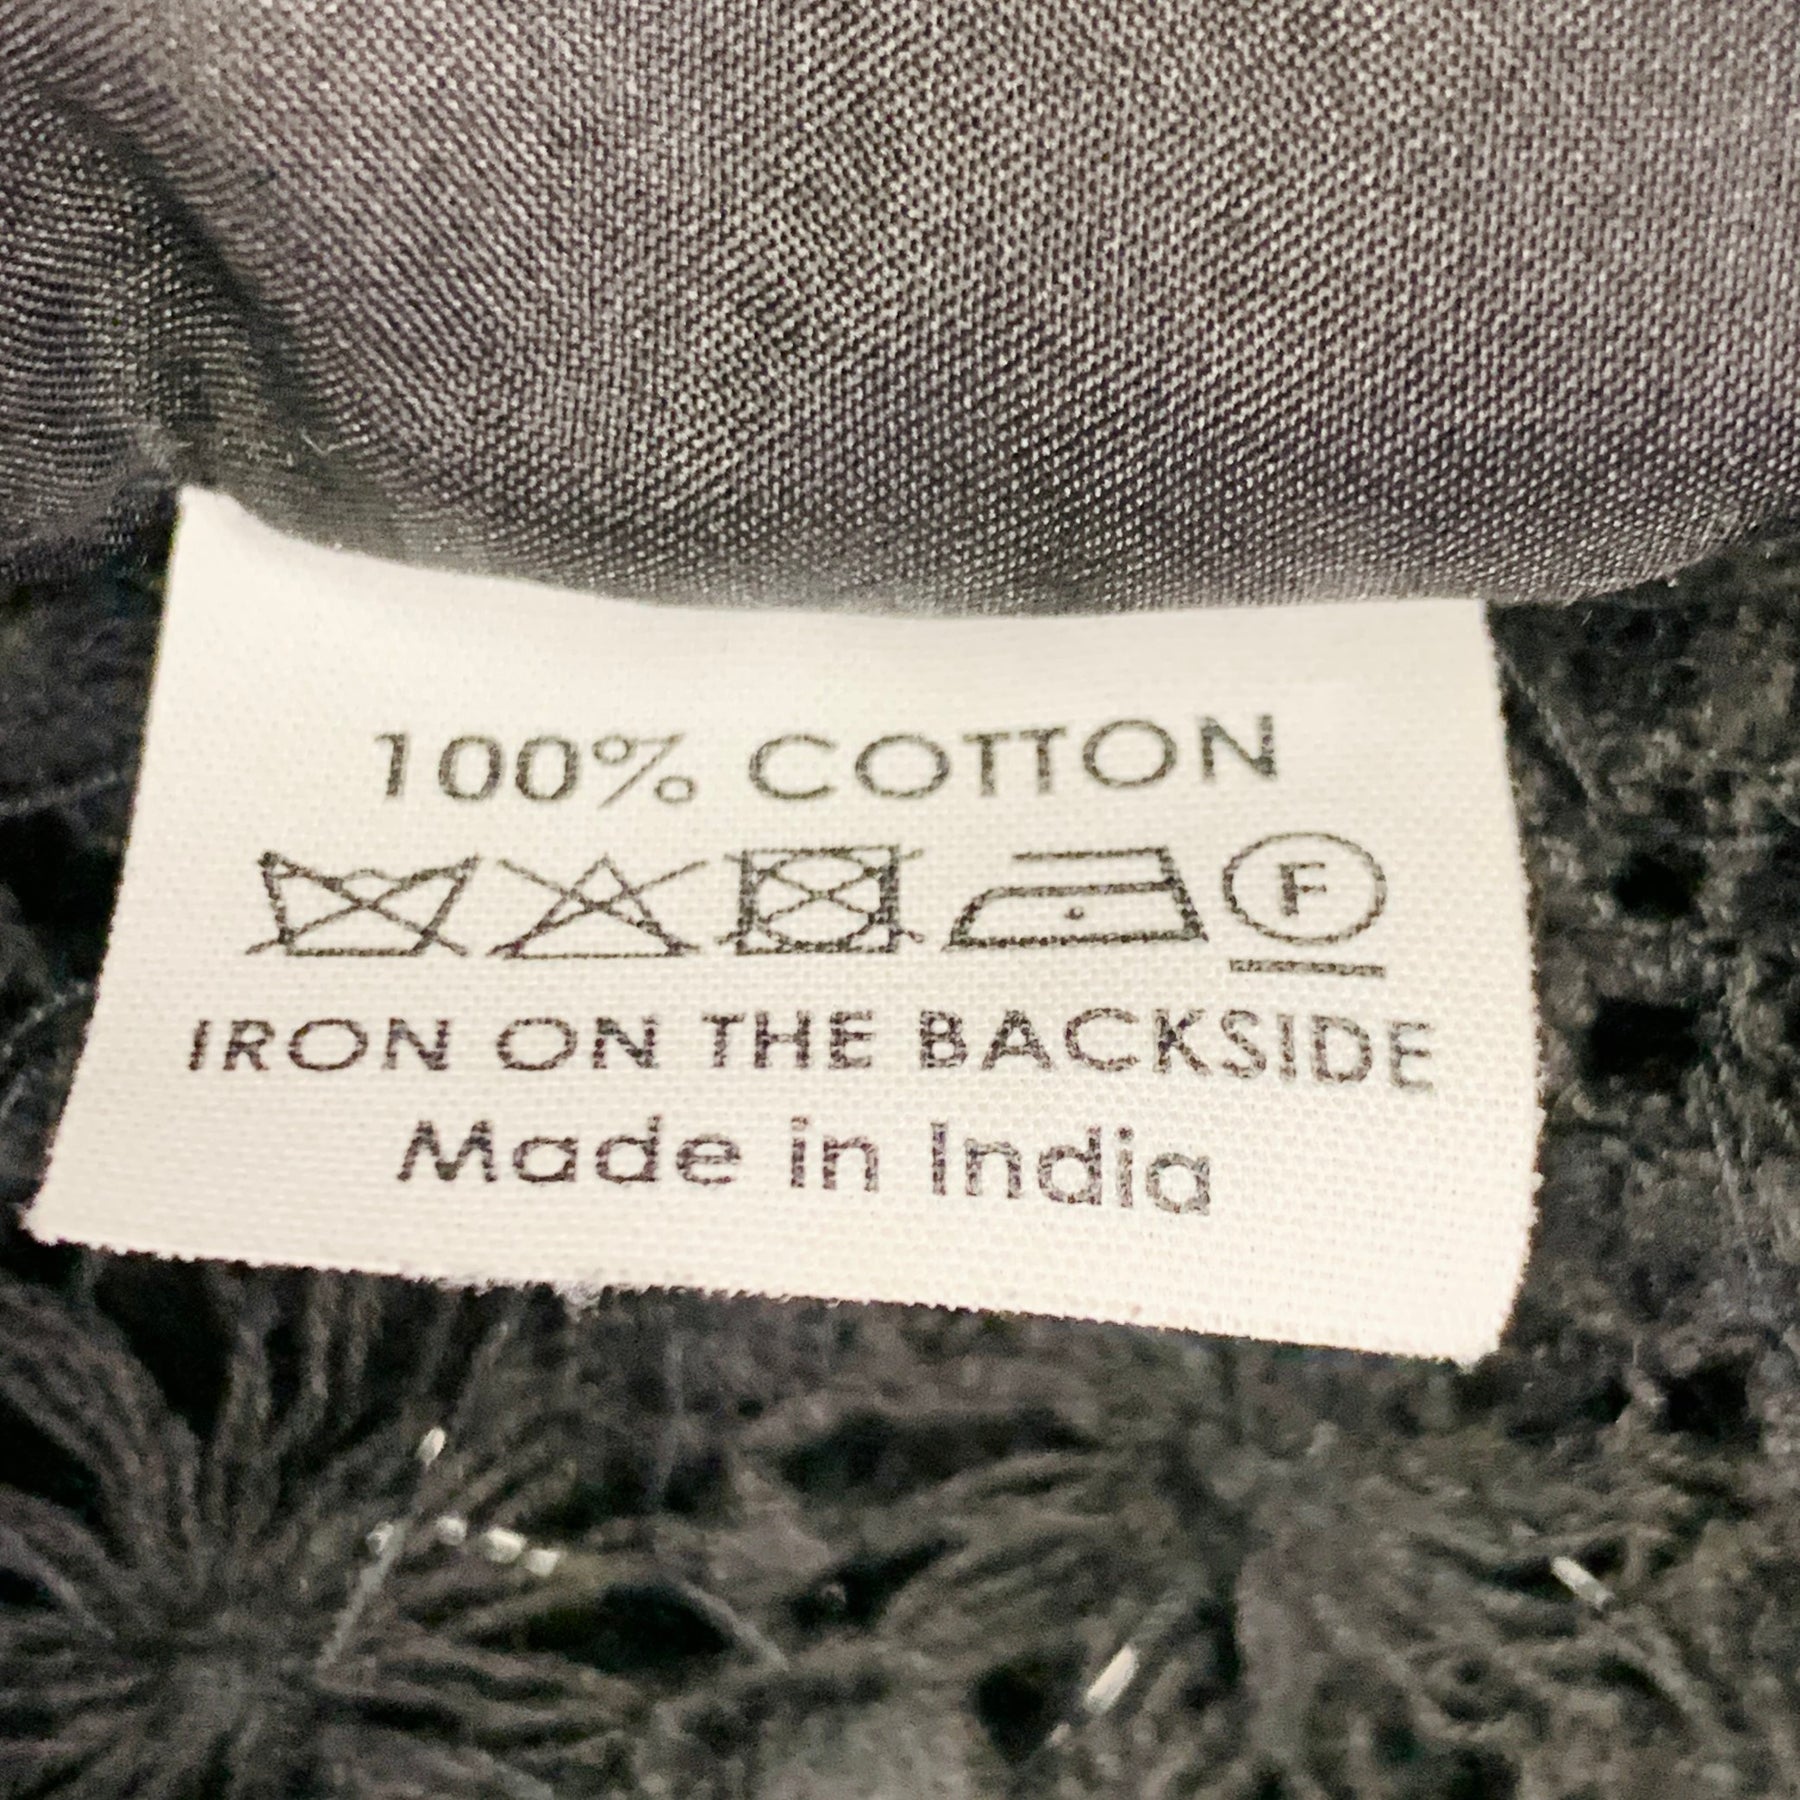 100% COTTON
F
IRON ON THE BACKSIDE
Made in India